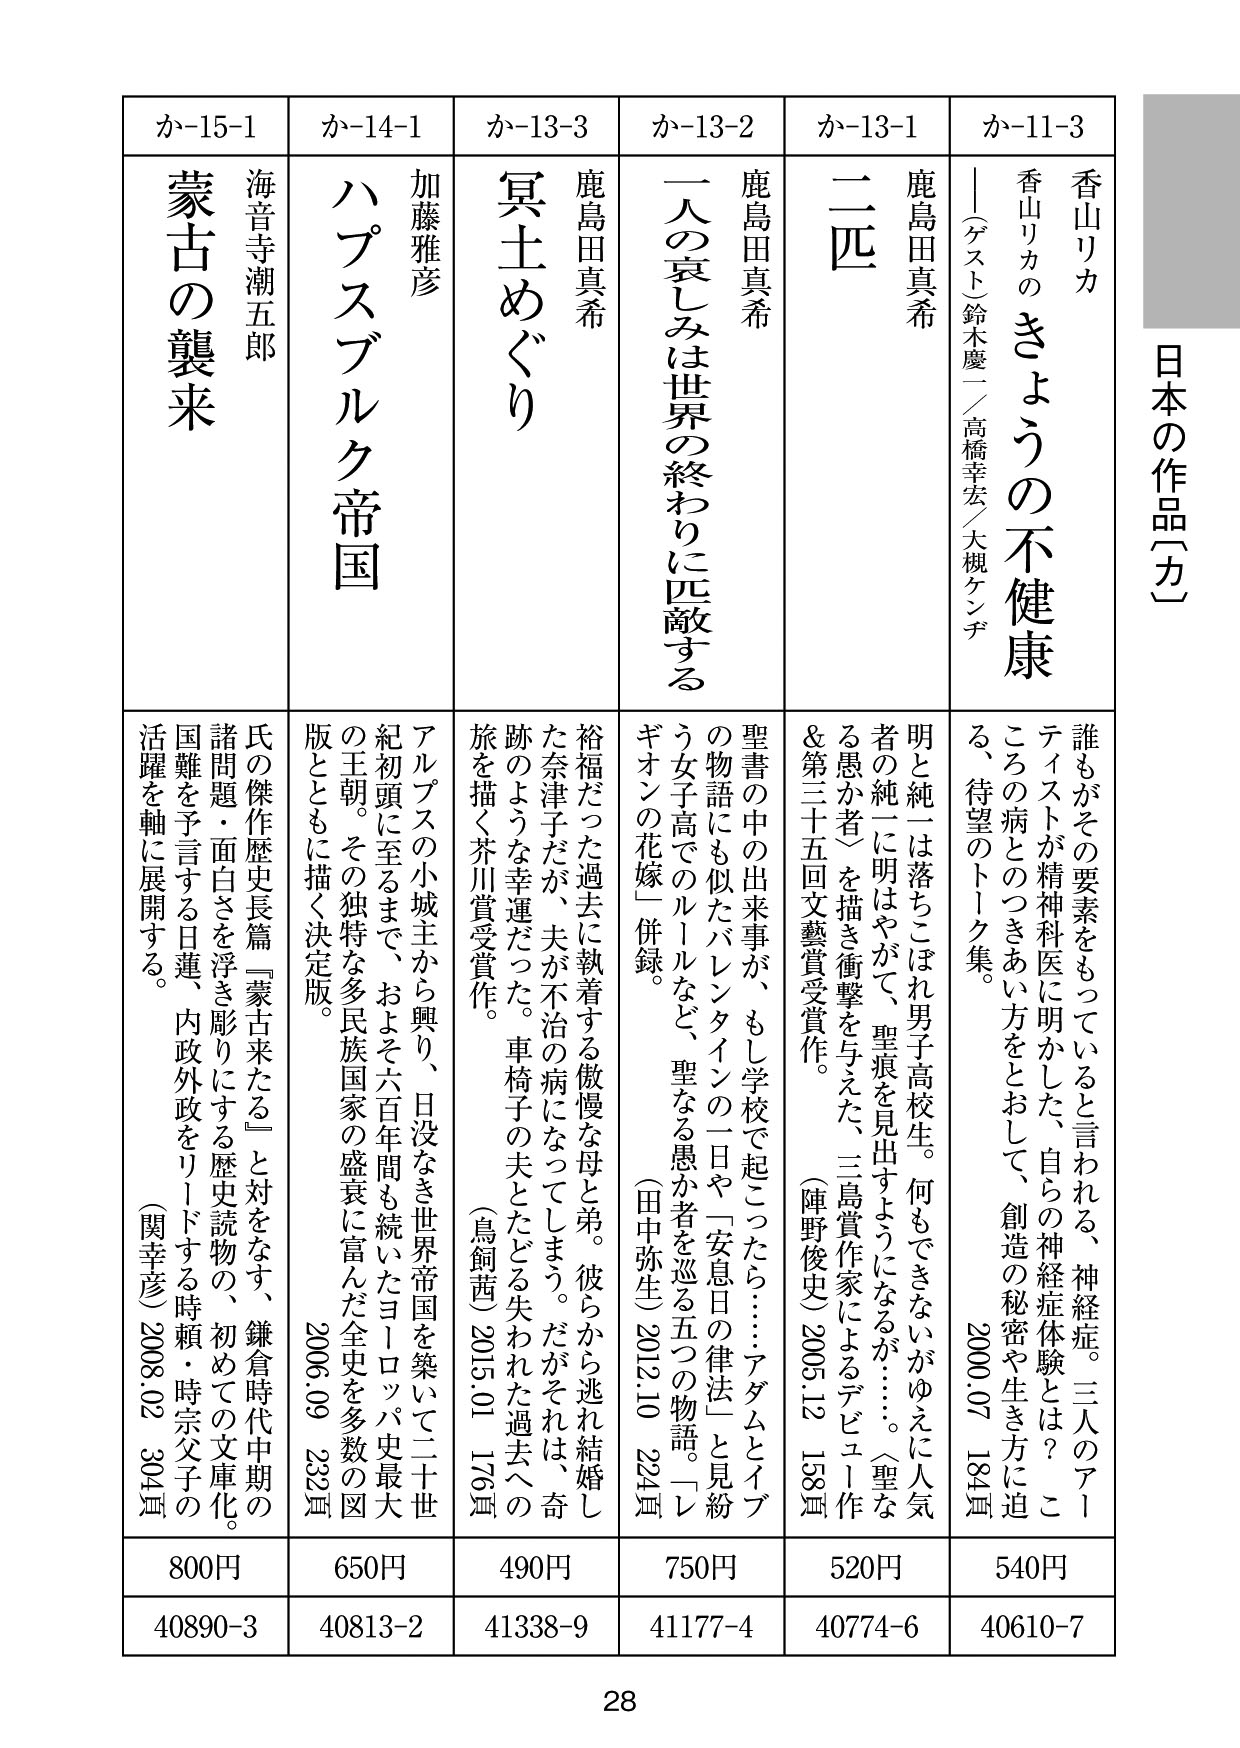 日本の作品〔カ〕
か-11-3
香山リカ
香山リカの きょうの不健康
――（ゲスト）鈴木慶一／高橋幸宏／大槻ケンヂ
誰もがその要素をもっていると言われる、神経症。三人のアー
ティストが精神科医に明かした、自らの神経症体験とは？　こ
ころの病とのつきあい方をとおして、創造の秘密や生き方に迫
る、待望のトーク集。
2000.07　184頁
540円
40610-7
か-13-1
鹿島田真希
二匹
明と純一は落ちこぼれ男子高校生。何もできないがゆえに人気
者の純一に明はやがて、聖痕を見出すようになるが……。〈聖な
る愚か者〉を描き衝撃を与えた、三島賞作家によるデビュー作
＆第三十五回文藝賞受賞作。
（陣野俊史）2005.12　158頁
520円
40774-6
か-13-2
鹿島田真希
一人の哀しみは世界の終わりに匹敵する
聖書の中の出来事が、もし学校で起こったら……アダムとイブ
の物語にも似たバレンタインの一日や「安息日の律法」と見紛
う女子高でのルールなど、聖なる愚か者を巡る五つの物語。「レ
ギオンの花嫁」併録。
（田中弥生）2012.10　224頁
750円
41177-4
か-13-3
鹿島田真希
冥土めぐり
裕福だった過去に執着する傲慢な母と弟。彼らから逃れ結婚し
た奈津子だが、夫が不治の病になってしまう。だがそれは、奇
跡のような幸運だった。車椅子の夫とたどる失われた過去への
旅を描く芥川賞受賞作。
（鳥飼茜）2015.01　176頁
490円
41338-9
か-14-1
加藤雅彦
ハプスブルク帝国
アルプスの小城主から興り、日没なき世界帝国を築いて二十世
紀初頭に至るまで、およそ六百年間も続いたヨーロッパ史最大
の王朝。その独特な多民族国家の盛衰に富んだ全史を多数の図
版とともに描く決定版。
2006.09　232頁
650円
40813-2
か-15-1
海音寺潮五郎
蒙古の襲来
氏の傑作歴史長篇『蒙古来たる』と対をなす、鎌倉時代中期の
諸問題・面白さを浮き彫りにする歴史読物の、初めての文庫化。
国難を予言する日蓮、内政外政をリードする時頼・時宗父子の
活躍を軸に展開する。
（関幸彦）2008.02　304頁
800円
40890-3
28